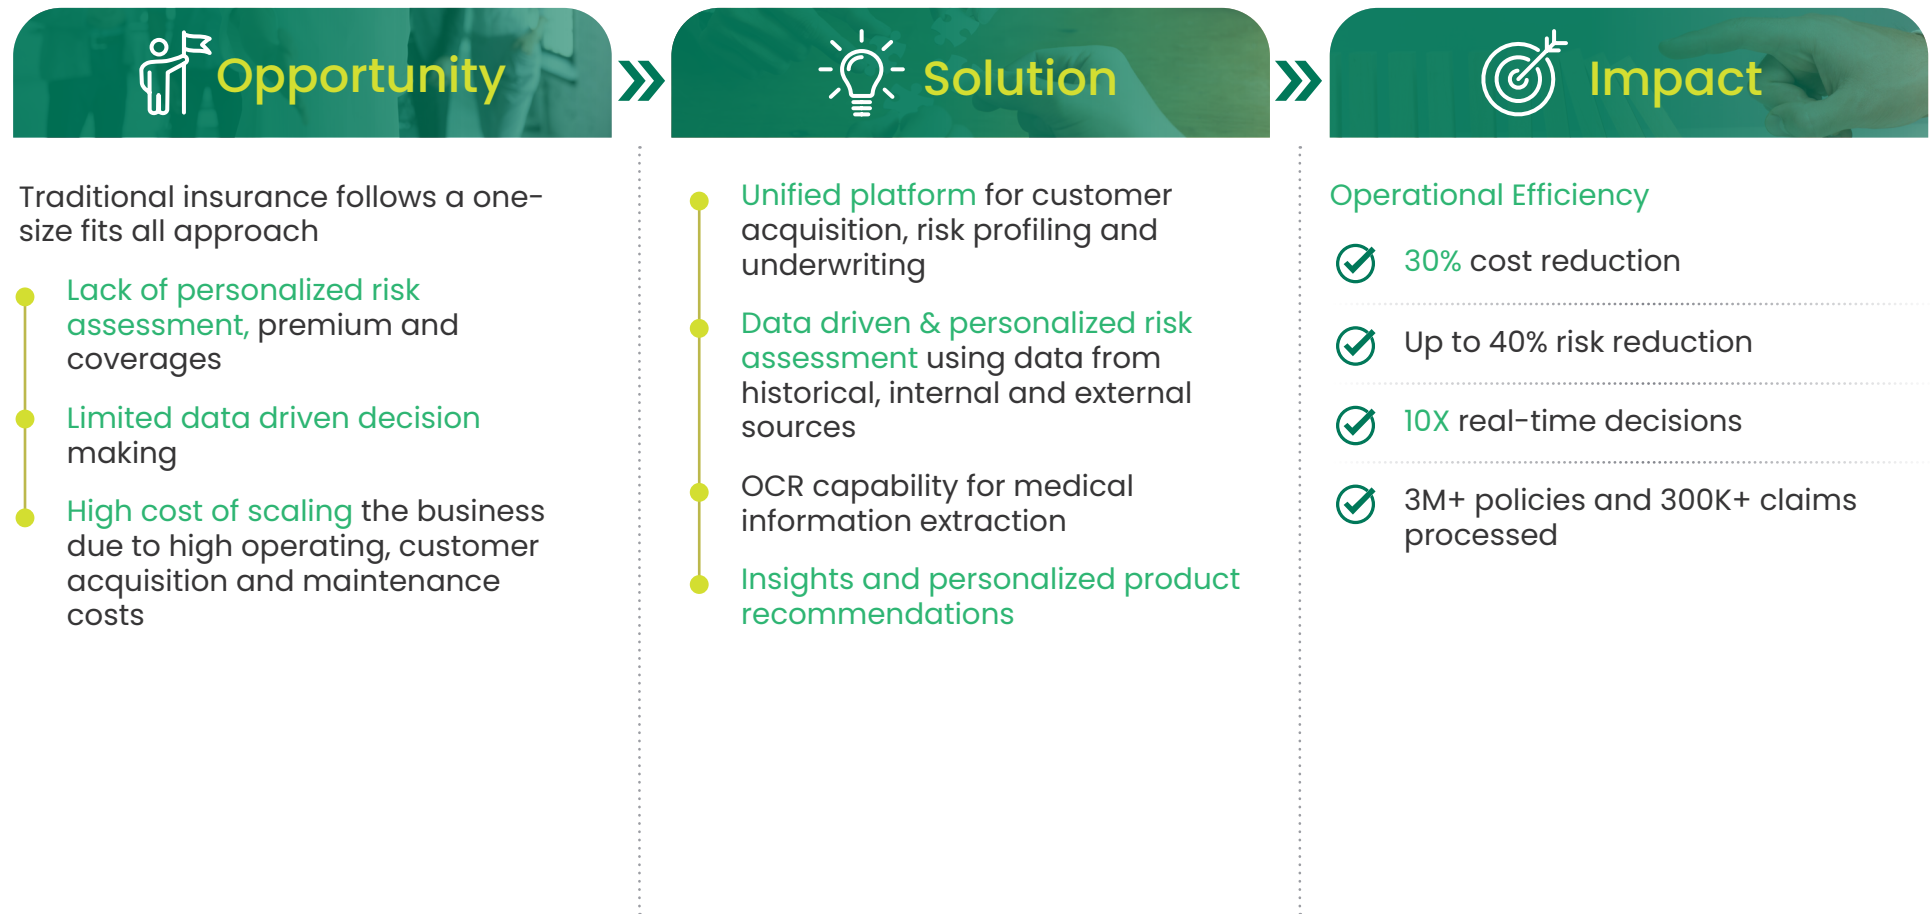 Opportunity
Traditional insurance follows a one-
size fits all approach
Lack of personalized risk
assessment, premium and
coverages
Limited data driven decision
making
High cost of scaling the business
due to high operating, customer
acquisition and maintenance
costs
Solution
Unified platform for customer
acquisition, risk profiling and
underwriting
Data driven & personalized risk
assessment using data from
historical, internal and external
sources
OCR capability for medical
information extraction
Insights and personalized product
recommendations
Impact
Operational Efficiency
30% cost reduction
Up to 40% risk reduction
10X real-time decisions
3M+ policies and 300K+ claims
processed